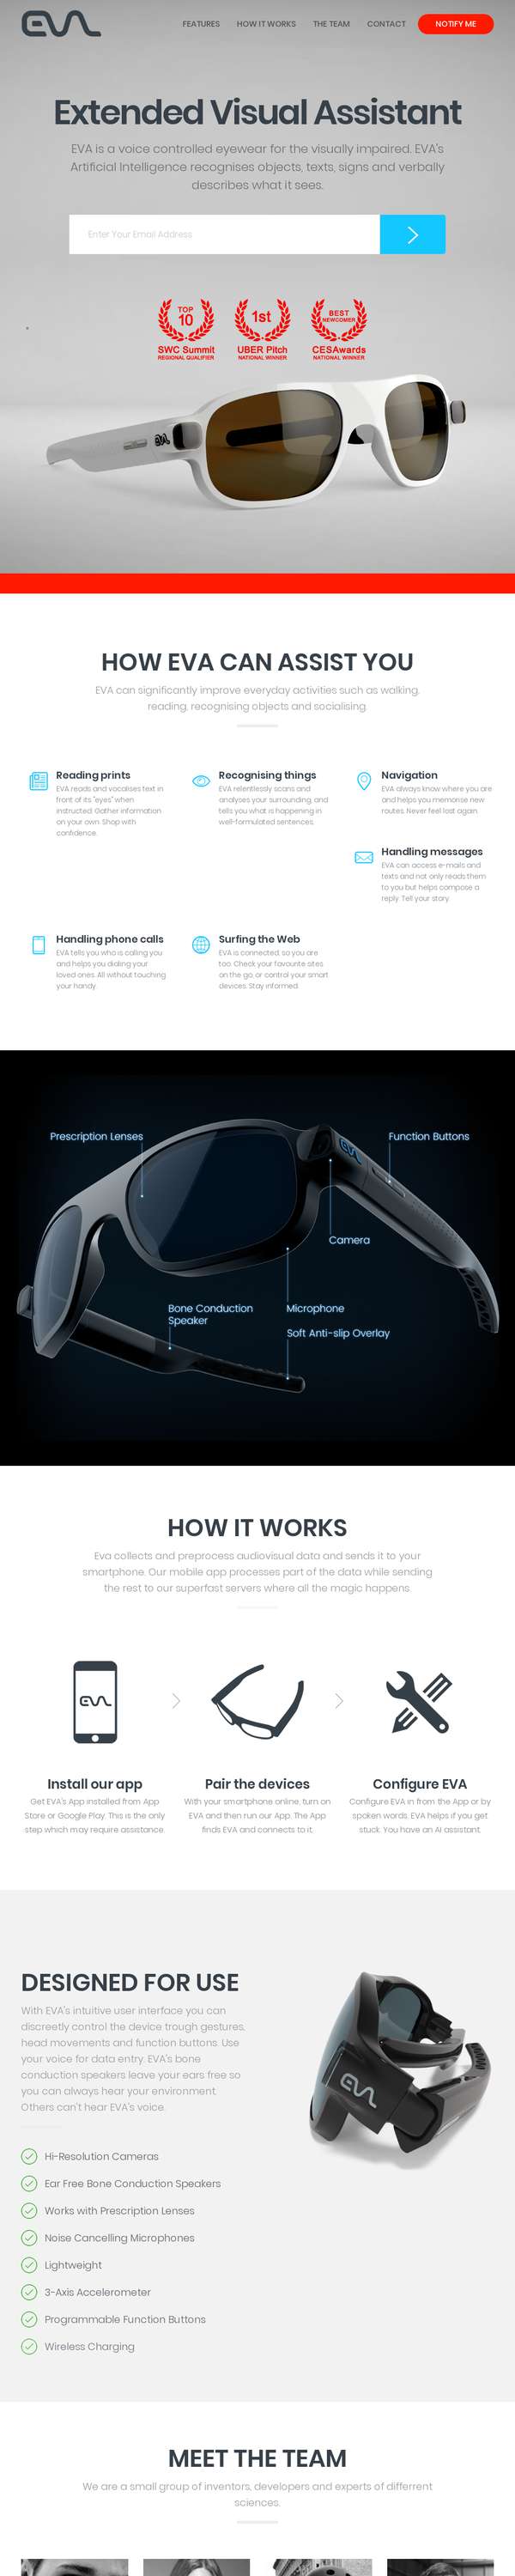 EVA
FEATURES HOW IT WORKS THE TEAM CONTACT NOTIFY ME
Extended Visual Assistant
EVA is a voice controlled eyewear for the visually impaired. EVA's
Artificial Intelligence recognises objects, texts, signs and verbally
describes what it sees.
Enter Your Email Address
TOP
10
SWC Summit
REGIONAL QUALIFIER
1st
UBER Pitch
NATIONAL WINNER
BEST
NEWCOMER
CESAwards
NATIONAL WINNER
eva
HOW EVA CAN ASSIST YOU
EVA can significantly improve everyday activities such as walking,
reading, recognising objects and socialising.
Reading prints
EVA reads and vocalises text in
front of its "eyes" when
instructed. Gather information
on your own. Shop with
confidence.
Recognising things
EVA relentlessly scans and
analyses your surrounding, and
tells you what is happening in
well-formulated sentences.
Navigation
EVA always know where you are
and helps you memorise new
routes. Never feel lost again.
Handling messages
EVA can access e-mails and
texts and not only reads them
to you but helps compose a
reply. Tell your story.
Handling phone calls
EVA tells you who is calling you
and helps you dialing your
loved ones. All without touching
your handy.
Surfing the Web
EVA is connected, so you are
too. Check your favourite sites
on the go, or control your smart
devices. Stay informed.
Prescription Lenses
Function Buttons
EVA
Camera
Bone Conduction
Speaker
Microphone
Soft Anti-slip Overlay
HOW IT WORKS
Eva collects and preprocess audiovisual data and sends it to your
smartphone. Our mobile app processes part of the data while sending
the rest to our superfast servers where all the magic happens.
EVA
Install our app
Get EVA's App installed from App
Store or Google Play. This is the only
step which may require assistance.
Pair the devices
With your smartphone online, turn on
EVA and then run our App. The App
finds EVA and connects to it.
Configure EVA
Configure EVA in from the App or by
spoken words. EVA helps if you get
stuck. You have an AI assistant.
DESIGNED FOR USE
With EVA's intuitive user interface you can
discreetly control the device trough gestures,
head movements and function buttons. Use
your voice for data entry. EVA's bone
conduction speakers leave your ears free so
you can always hear your environment.
Others can't hear EVA's voice.
EVA
Hi-Resolution Cameras
Ear Free Bone Conduction Speakers
Works with Prescription Lenses
Noise Cancelling Microphones
Lightweight
3-Axis Accelerometer
Programmable Function Buttons
Wireless Charging
MEET THE TEAM
We are a small group of inventors, developers and experts of different
sciences.